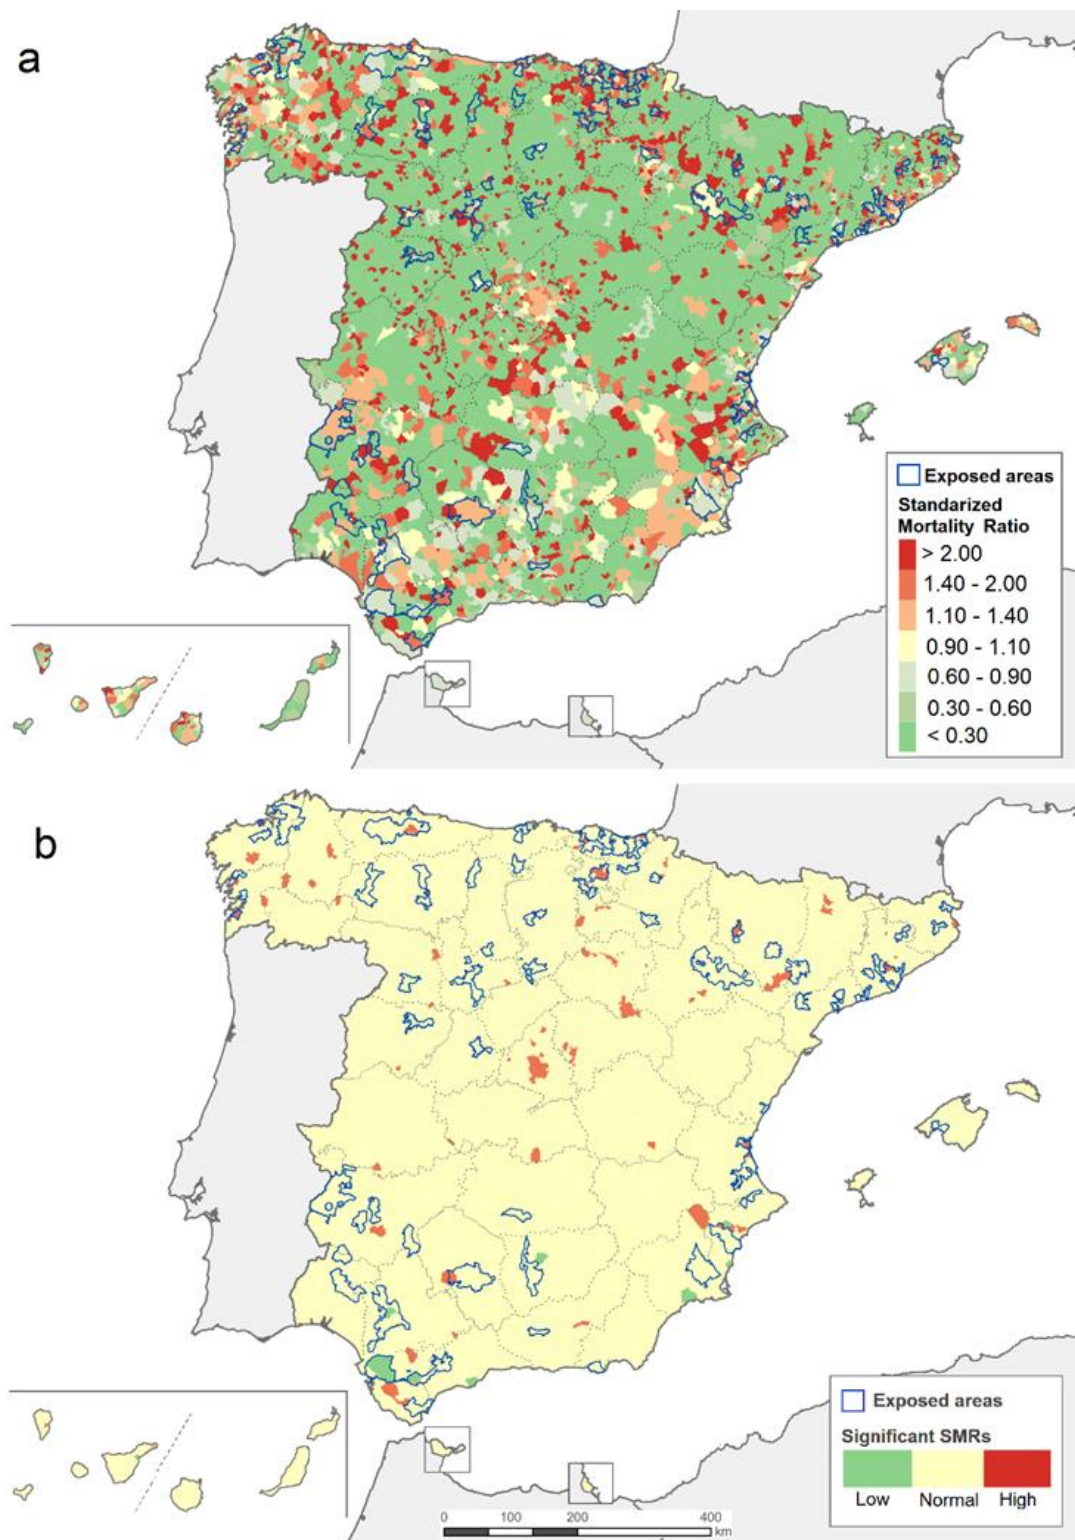 a
Exposed areas
Standarized
Mortality Ratio
> 2.00
1.40 - 2.00
1.10 - 1.40
0.90 - 1.10
0.60 - 0.90
0.30 - 0.60
< 0.30
b
Exposed areas
Significant SMRs
Low Normal High
0 100 200 400
km